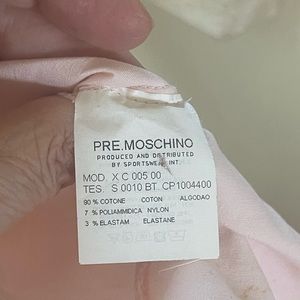 PRE.MOSCHINO
PRODUCED AND DISTRIBUTED
BY SPORTSWEAR INT.
MOD. X C 005 00
TES. S 0010 BT. CP1004400
90 % COTONE COTON ALGODAO
7 % POLIAMMIDICA NYLON
3 % ELASTAM ELASTANE